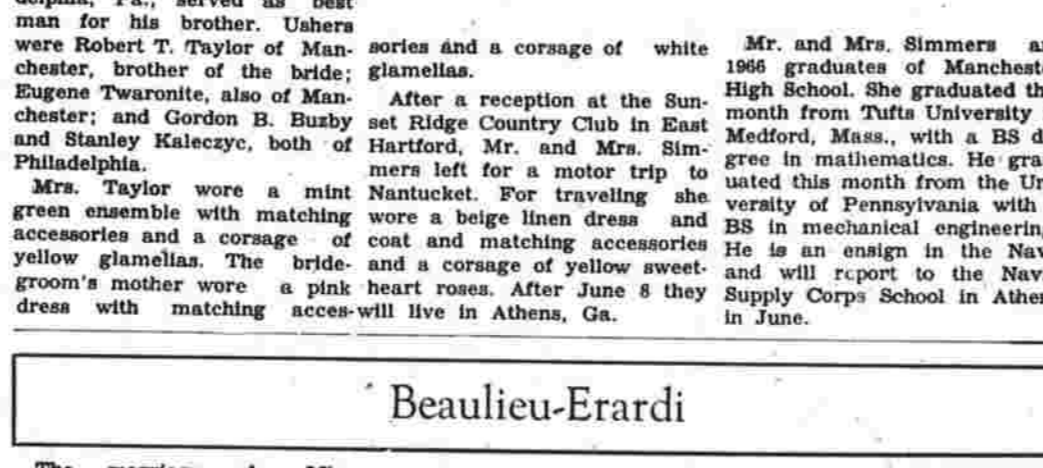 man for his brother. Ushers
were Robert T. Taylor of Man-
chester, brother of the bride;
Eugene Twaronite, also of Man-
chester; and Gordon B. Buzby
and Stanley Kaleczyc, both of
Philadelphia.
Mrs. Taylor wore a mint
green ensemble with matching
accessories and a corsage of
yellow glamelias. The bride-
groom's mother wore a pink
dress with matching acces-
sories and a corsage of white
glamelias.
After a reception at the Sun-
set Ridge Country Club in East
Hartford, Mr. and Mrs. Sim-
mers left for a motor trip to
Nantucket. For traveling she
wore a beige linen dress and
coat and matching accessories
and a corsage of yellow sweet-
heart roses. After June 8 they
will live in Athens, Ga.
Mr. and Mrs. Simmers
1966 graduates of Manchest
High School. She graduated th
month from Tufts University
Medford, Mass., with a BS d
gree in mathematics. He gra
uated this month from the Un
versity of Pennsylvania with
BS in mechanical engineering
He is an ensign in the Nav
and will report to the Nav
Supply Corps School in Athen
in June.
Beaulieu-Erardi